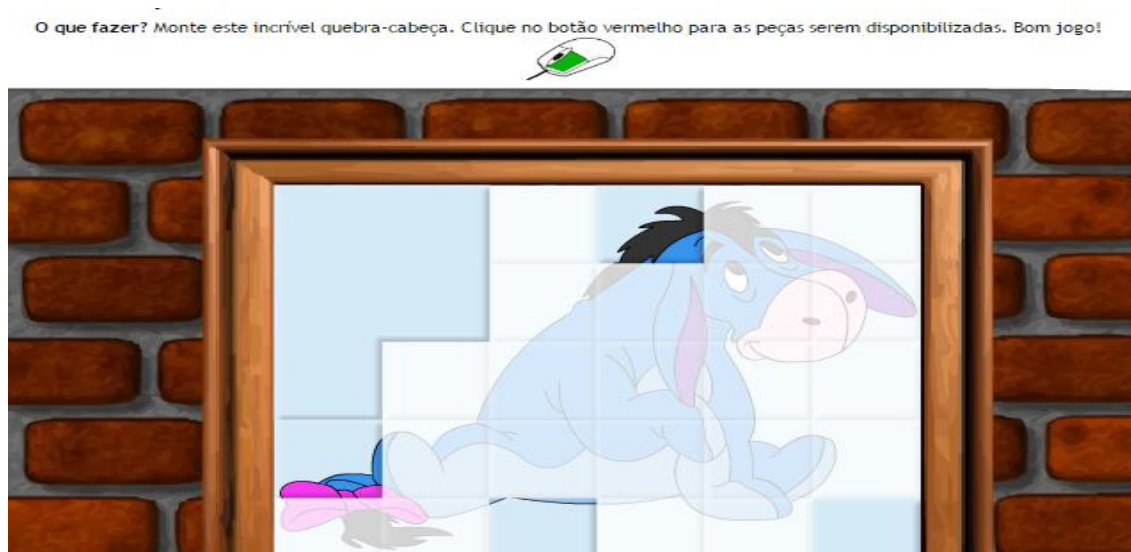 O que fazer? Monte este incrível quebra-cabeça. Clique no botão vermelho para as peças serem disponibilizadas. Bom jogo!